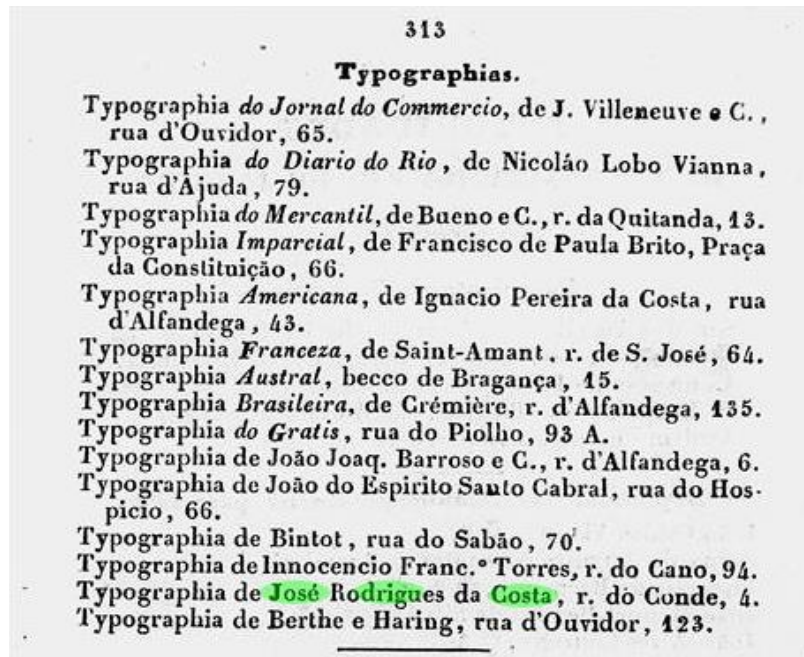 313
Typographias.
Typographia do Jornal do Commercio, de J. Villeneuve e C.,
rua d'Ouvidor, 65.
Typographia do Diario do Rio, de Nicoláo Lobo Vianna,
rua d'Ajuda, 79.
Typographia do Mercantil, de Bueno e C., r. da Quitanda, 13.
Typographia Imparcial, de Francisco de Paula Brito, Praça
da Constituição, 66.
Typographia Americana, de Ignacio Pereira da Costa, rua
d'Alfandega, 43.
Typographia Franceza, de Saint-Amant, r. de S. José, 64.
Typographia Austral, becco de Bragança, 15.
Typographia Brasileira, de Crémière, r. d'Alfandega, 135.
Typographia do Gratis, rua do Piolho, 93 A.
Typographia de João Joaq. Barroso e C., r. d'Alfandega, 6.
Typographia de João do Espirito Santo Cabral, rua do Hos-
picio, 66.
Typographia de Bintot, rua do Sabão, 70.
Typographia de Innocencio Franc.º Torres, r. do Cano, 94.
Typographia de José Rodrigues da Costa, r. do Conde, 4.
Typographia de Berthe e Haring, rua d'Ouvidor, 123.